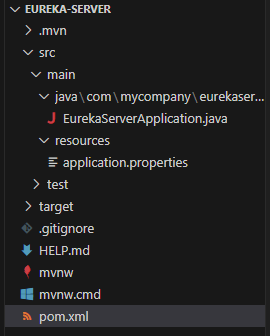 EUREKA-SERVER
.mvn
src
main
java\com\mycompany\eurekaser...
EurekaServerApplication.java
resources
application.properties
test
target
.gitignore
HELP.md
mvnw
mvnw.cmd
pom.xml